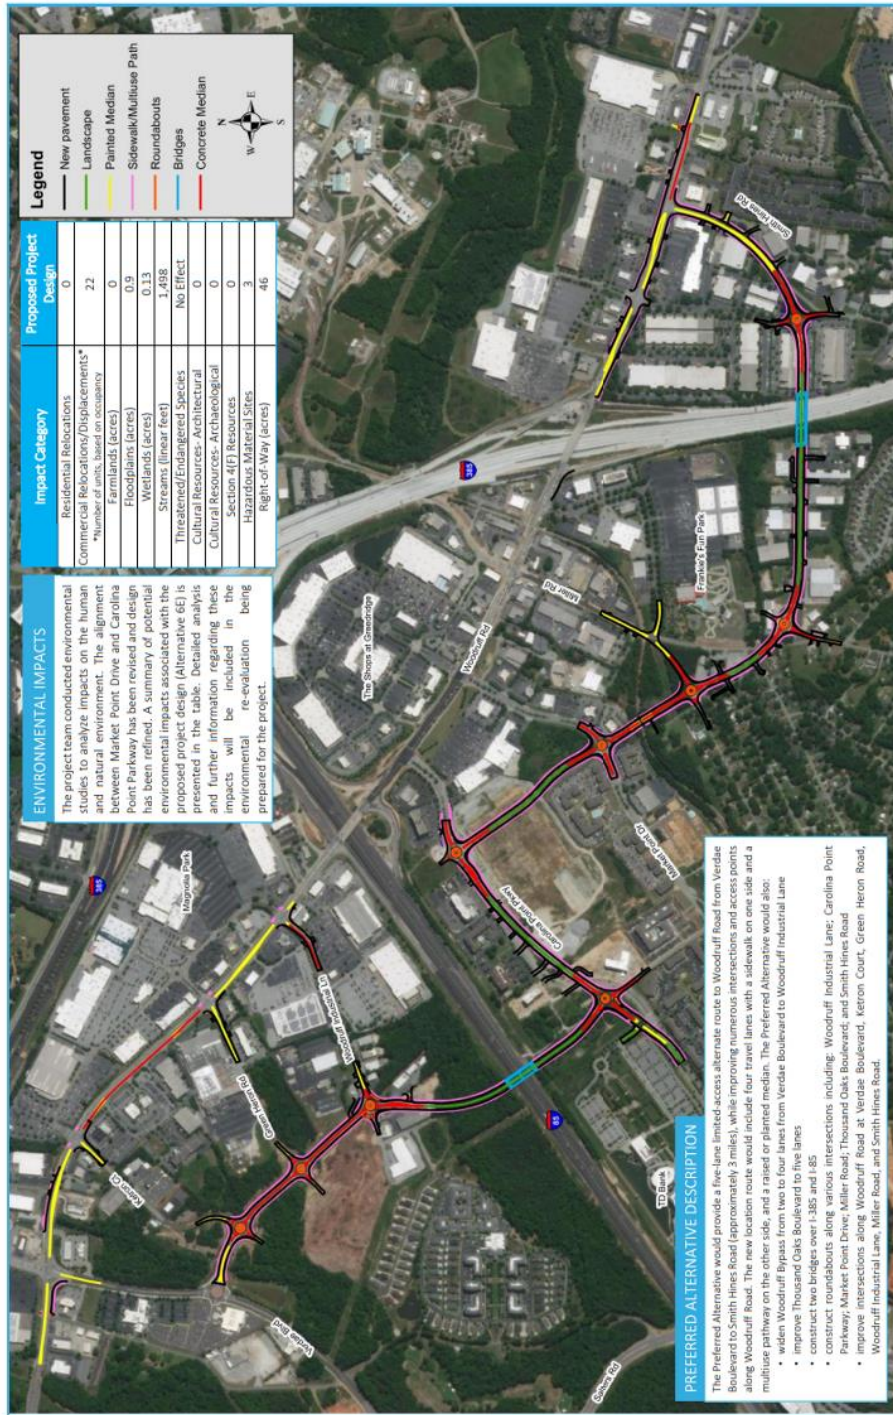 ENVIRONMENTAL IMPACTS
The project team conducted environmental
studies to analyze impacts on the human
and natural environment. The alignment
between Market Point Drive and Carolina
Point Parkway has been revised and design
has been refined. A summary of potential
environmental impacts associated with the
proposed project design (Alternative 6E) is
presented in the table. Detailed analysis
and further information regarding these
impacts will be included in the
environmental re-evaluation being
prepared for the project.
Impact Category Proposed Project Design
Residential Relocations 0
Commercial Relocations/Displacements* 22
*Number of units, based on occupancy
Farmlands (acres) 0
Floodplains (acres) 0.9
Wetlands (acres) 0.13
Streams (linear feet) 1,498
Threatened/Endangered Species No Effect
Cultural Resources- Architectural 0
Cultural Resources- Archaeological 0
Section 4(F) Resources 0
Hazardous Material Sites 3
Right-of-Way (acres) 46
Legend
New pavement
Landscape
Painted Median
Sidewalk/Multiuse Path
Roundabouts
Bridges
Concrete Median
N
W E
S
385
Magnolia Park
The Shops at Greenridge
385
Woodruff Rd
Ketron Ct
Green Heron Rd
Woodruff Industrial Ln
Miller Rd
Smith Hines Rd
Verdae Blvd
Carolina Point Pkwy
Frankie's Fun Park
85
Market Point Dr
TD Bank
Salters Rd
PREFERRED ALTERNATIVE DESCRIPTION
The Preferred Alternative would provide a five-lane limited-access alternate route to Woodruff Road from Verdae
Boulevard to Smith Hines Road (approximately 3 miles), while improving numerous intersections and access points
along Woodruff Road. The new location route would include four travel lanes with a sidewalk on one side and a
multiuse pathway on the other side, and a raised or planted median. The Preferred Alternative would also:
• widen Woodruff Bypass from two to four lanes from Verdae Boulevard to Woodruff Industrial Lane
• improve Thousand Oaks Boulevard to five lanes
• construct two bridges over I-385 and I-85
• construct roundabouts along various intersections including: Woodruff Industrial Lane; Carolina Point
Parkway; Market Point Drive; Miller Road; Thousand Oaks Boulevard; and Smith Hines Road
• improve intersections along Woodruff Road at Verdae Boulevard, Ketron Court, Green Heron Road,
Woodruff Industrial Lane, Miller Road, and Smith Hines Road.